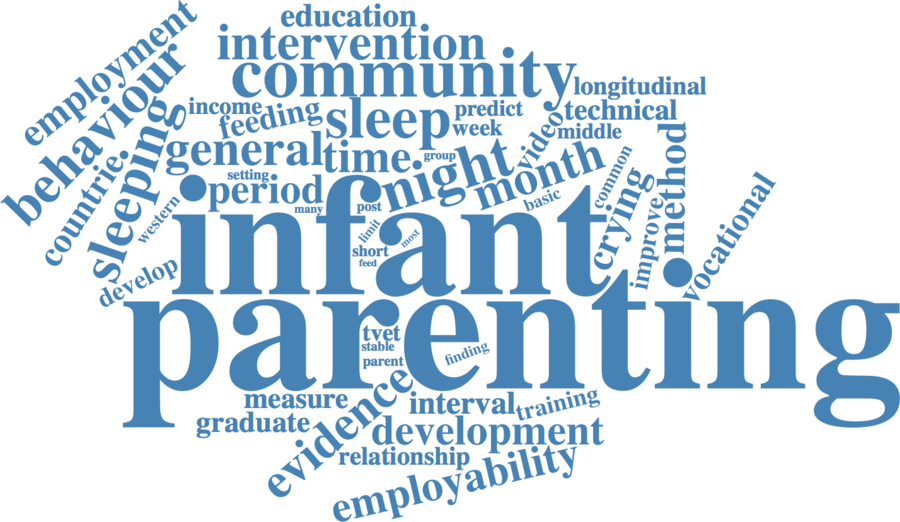 education
employment
intervention
community
longitudinal
behaviour
income
feeding
sleep
predict
technical
week
video
middle
sleeping
general
time
group
night
month
common
method
countrie
setting
period
many
post
basic
crying
improve
vocational
western
limit
most
short
feed
infant
develop
parenting
tvet
stable
parent
finding
measure
interval
training
graduate
evidence
development
relationship
employability